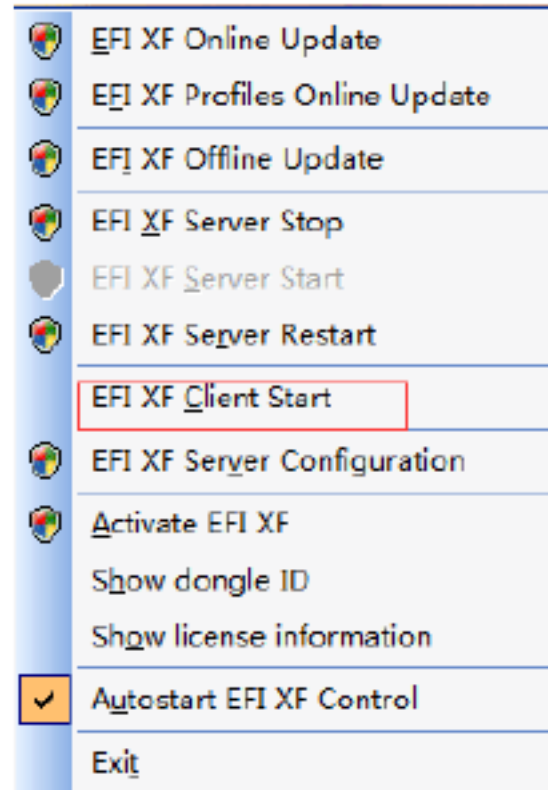 EFI XF Online Update
EFI XF Profiles Online Update
EFI XF Offline Update
EFI XF Server Stop
EFI XF Server Start
EFI XF Server Restart
EFI XF Client Start
EFI XF Server Configuration
Activate EFI XF
Show dongle ID
Show license information
Autostart EFI XF Control
Exit